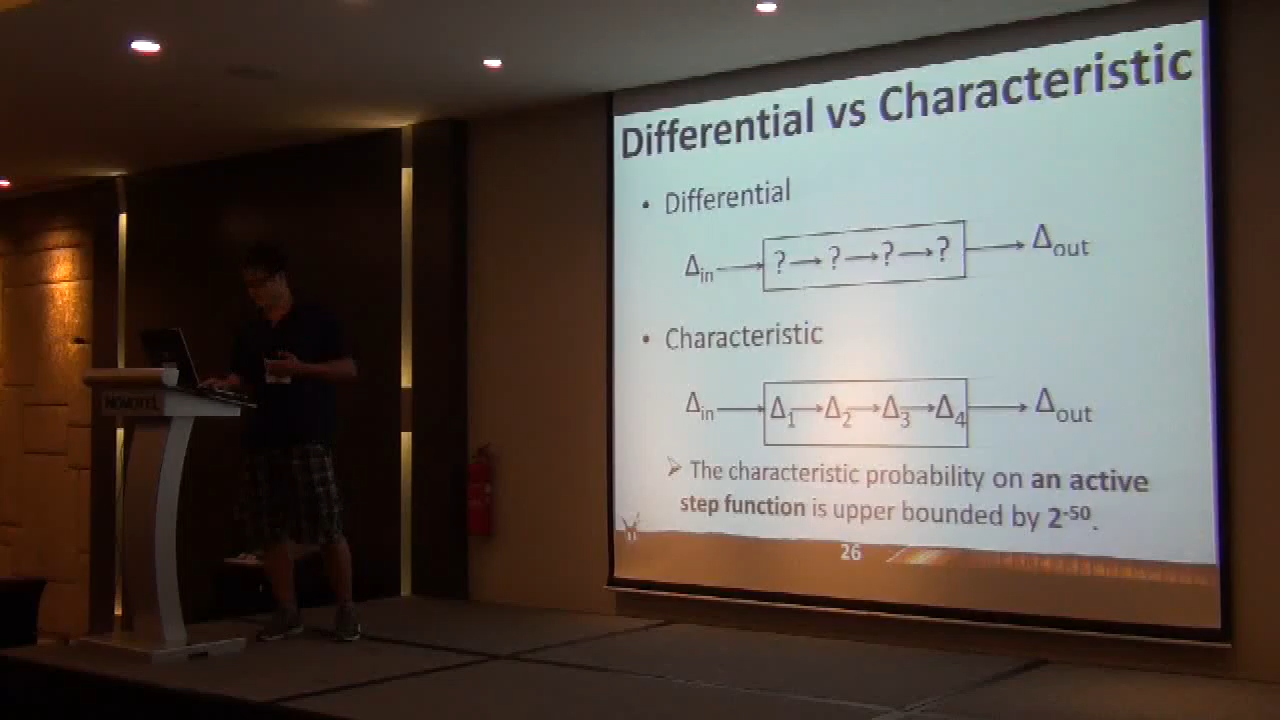 Differential vs Characteristic
• Differential
Δin → ? → ? → ? → ? → Δout
• Characteristic
Δin → Δ1 → Δ2 → Δ3 → Δ4 → Δout
➢ The characteristic probability on an active
step function is upper bounded by 2^-50.
26
NOVOTEL